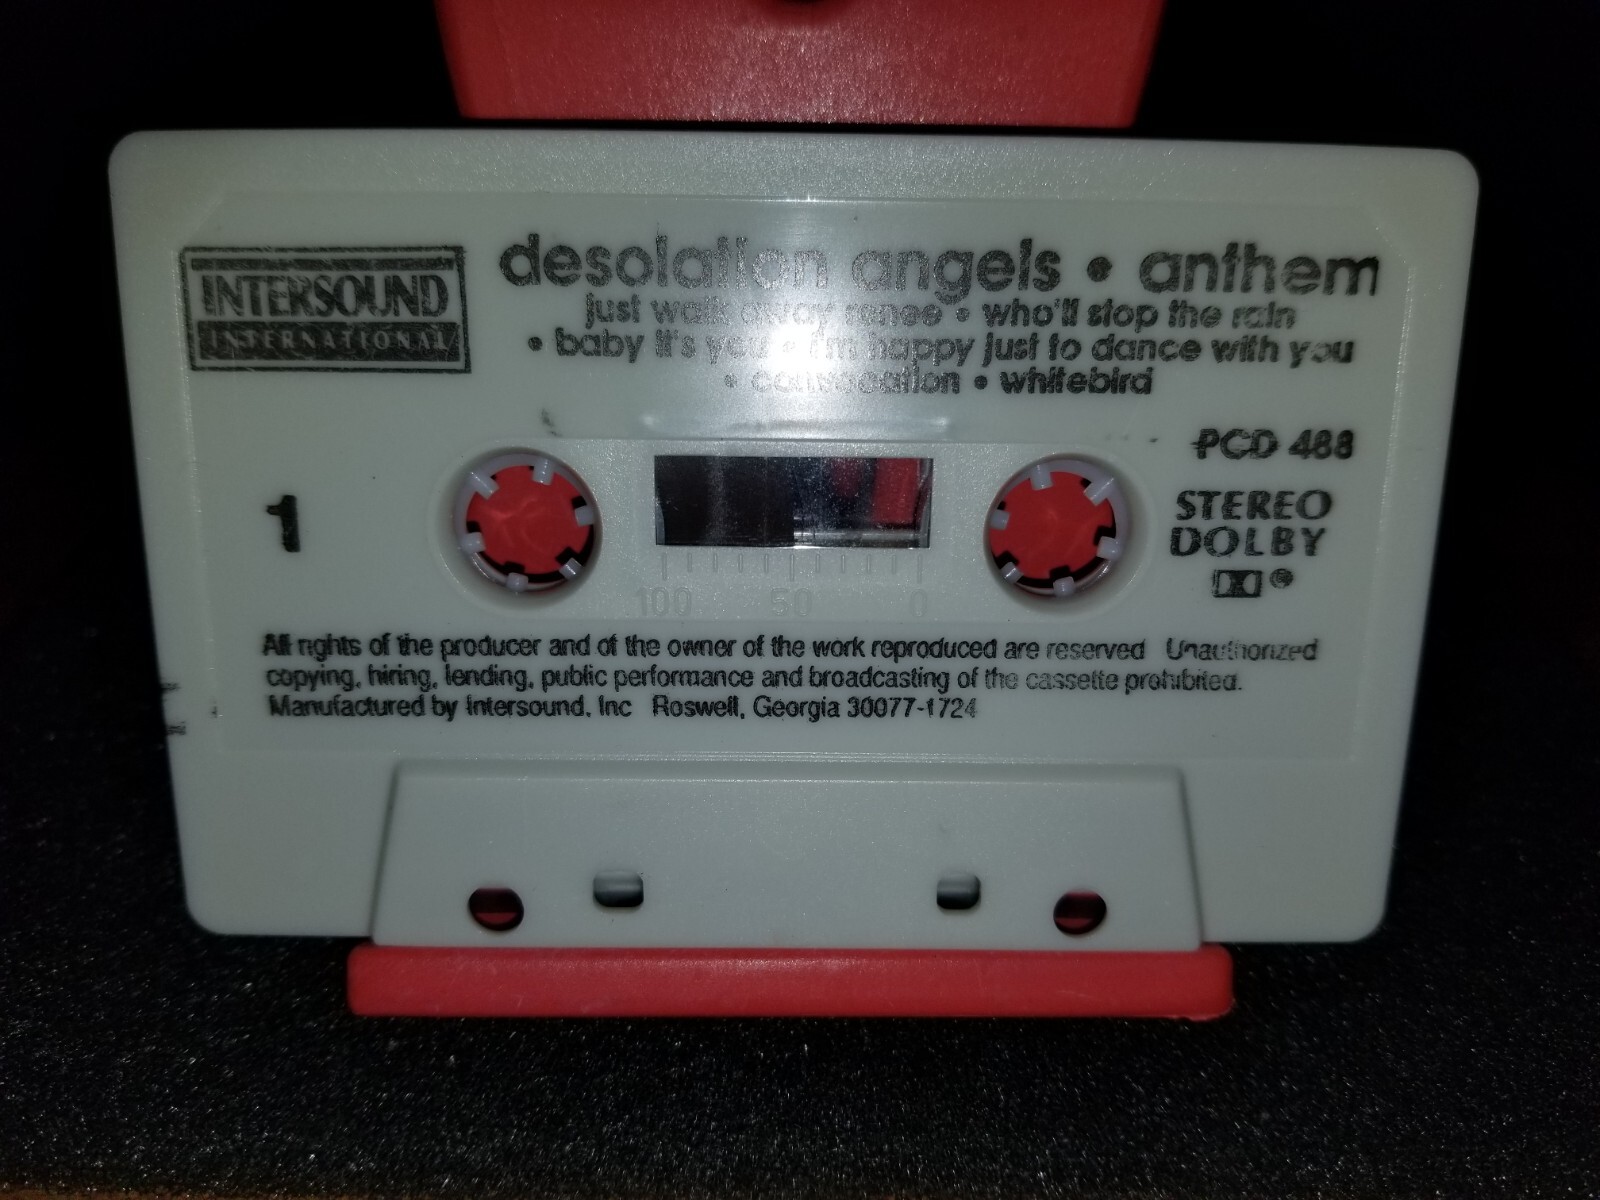 INTERSOUND
INTERNATIONAL
desolation angels • anthem
just walk away renee • who'll stop the rain
• baby it's you • i'm happy just to dance with you
• convocation • whitebird
PCD 488
1
STEREO
DOLBY
100 50 0
All rights of the producer and of the owner of the work reproduced are reserved Unauthorized
copying, hiring, lending, public performance and broadcasting of the cassette prohibited.
Manufactured by Intersound, Inc Roswell, Georgia 30077-1724